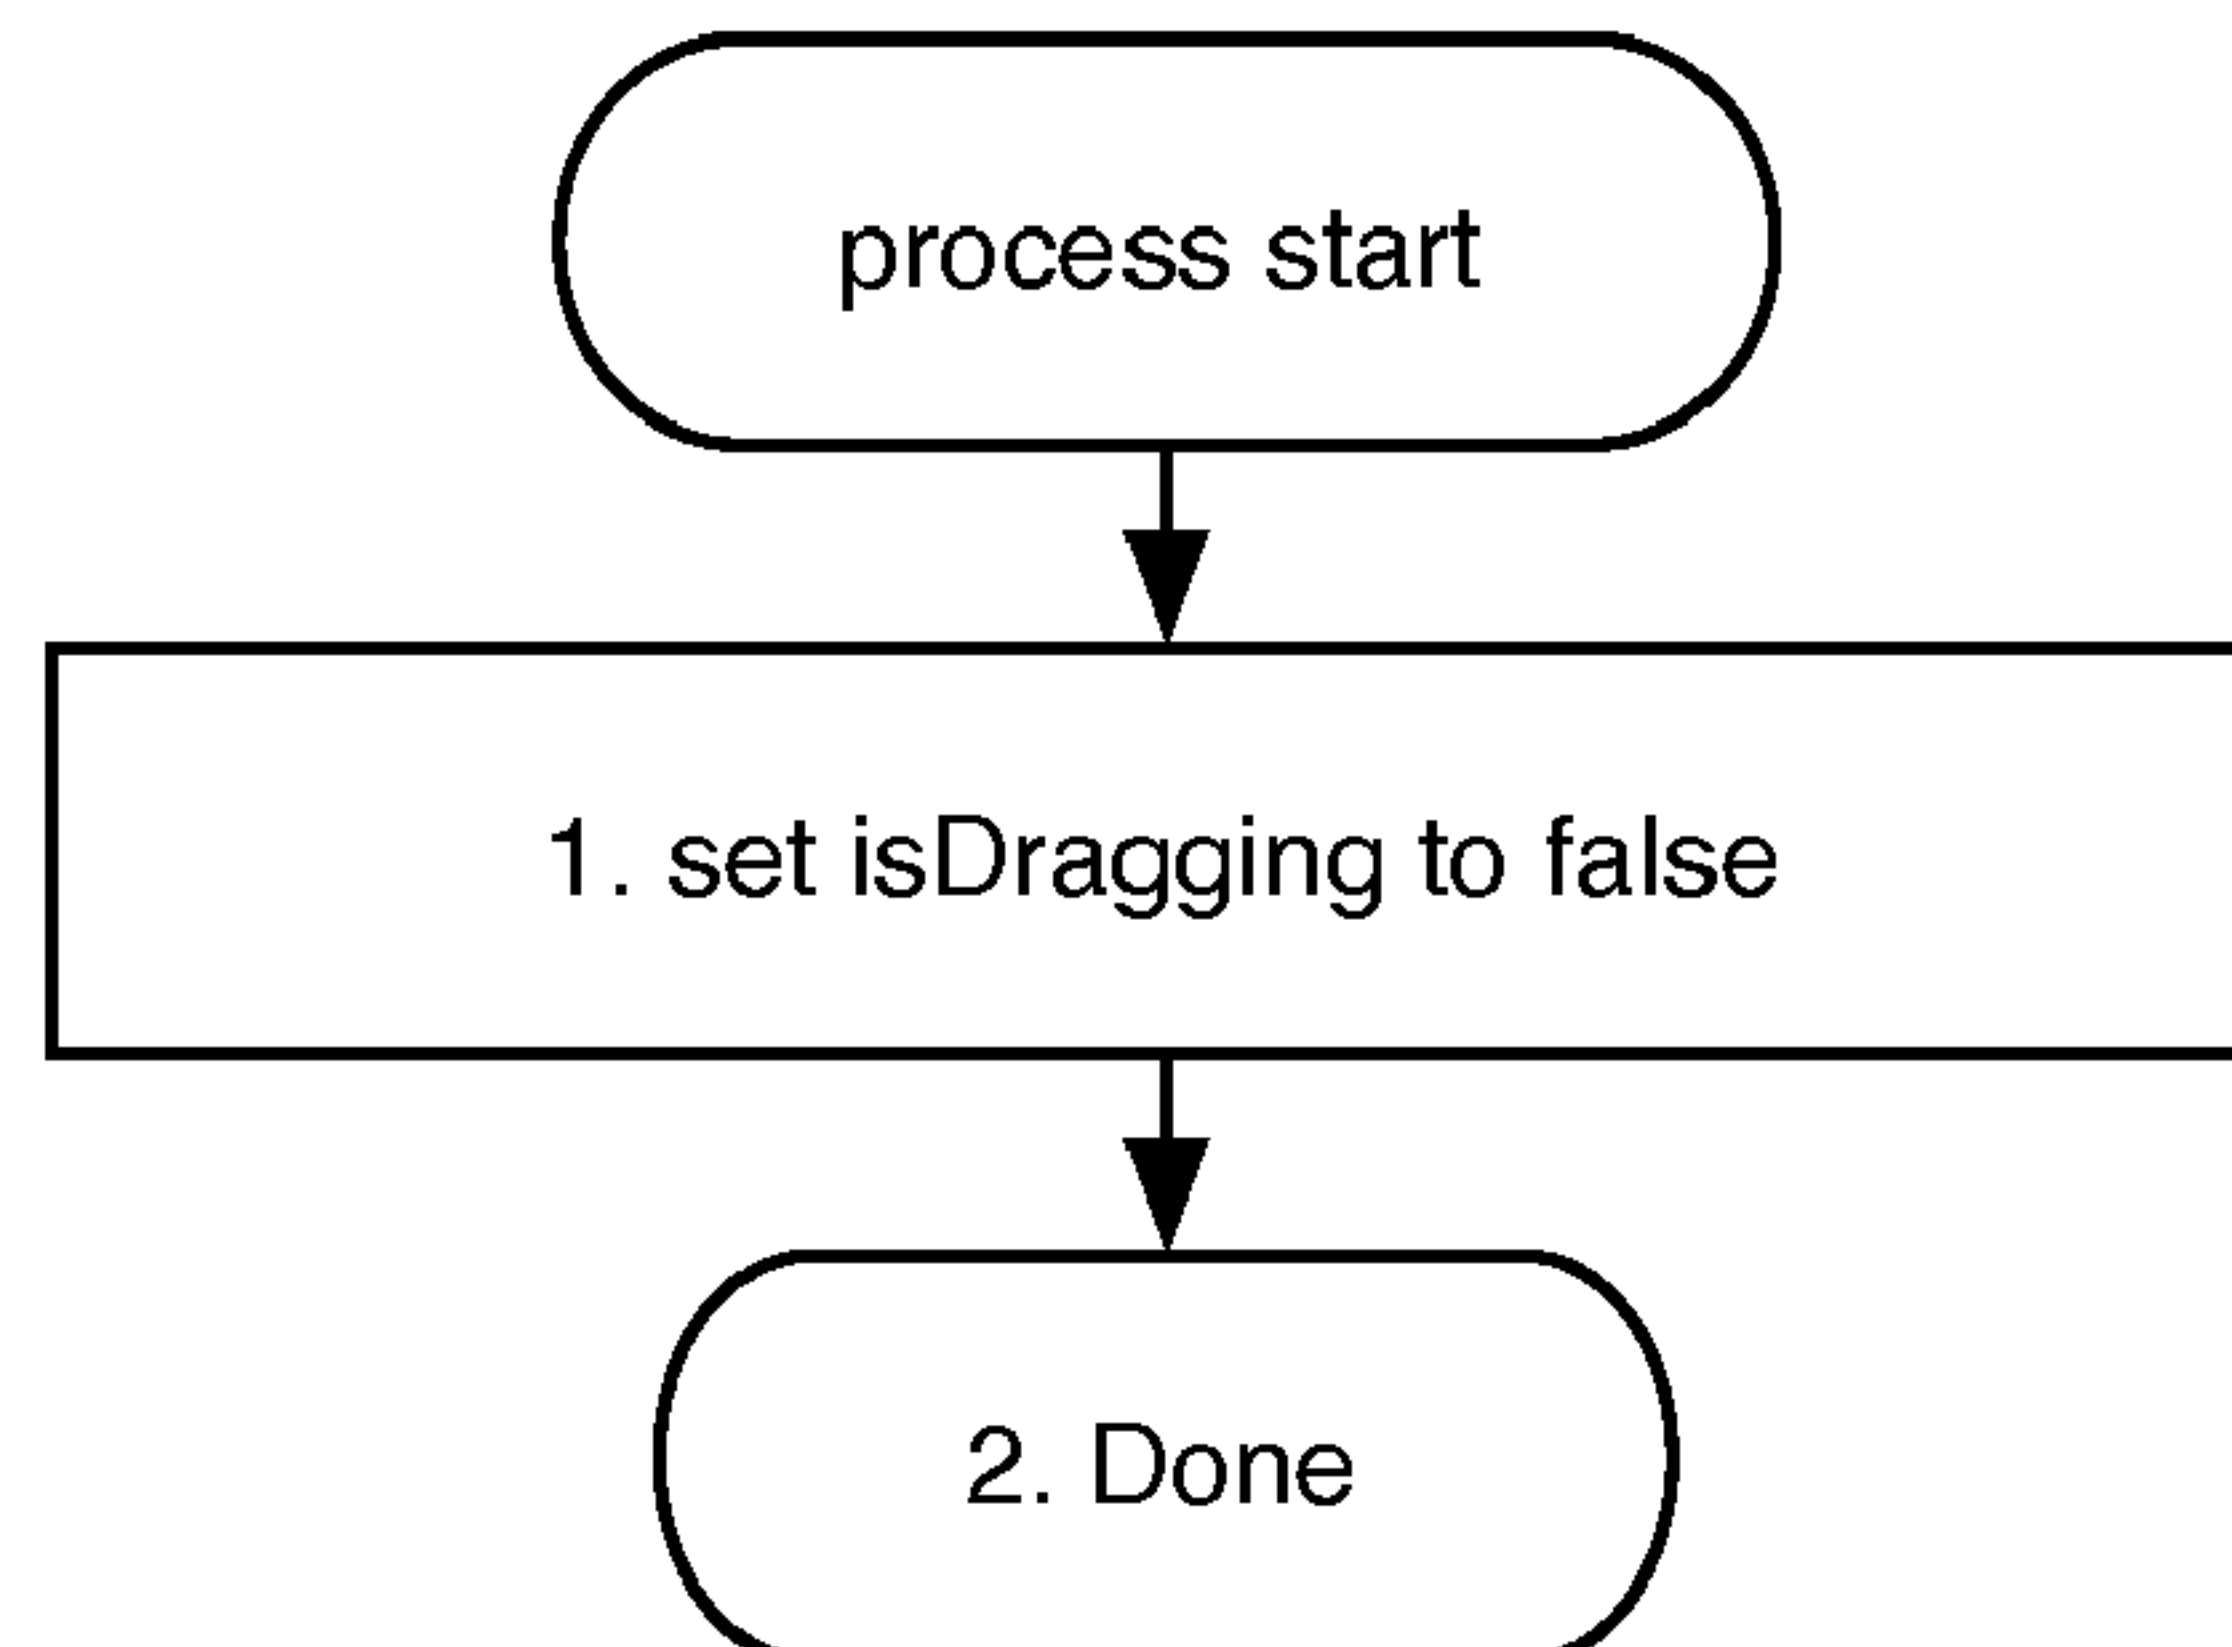 process start
1. set isDragging to false
2. Done